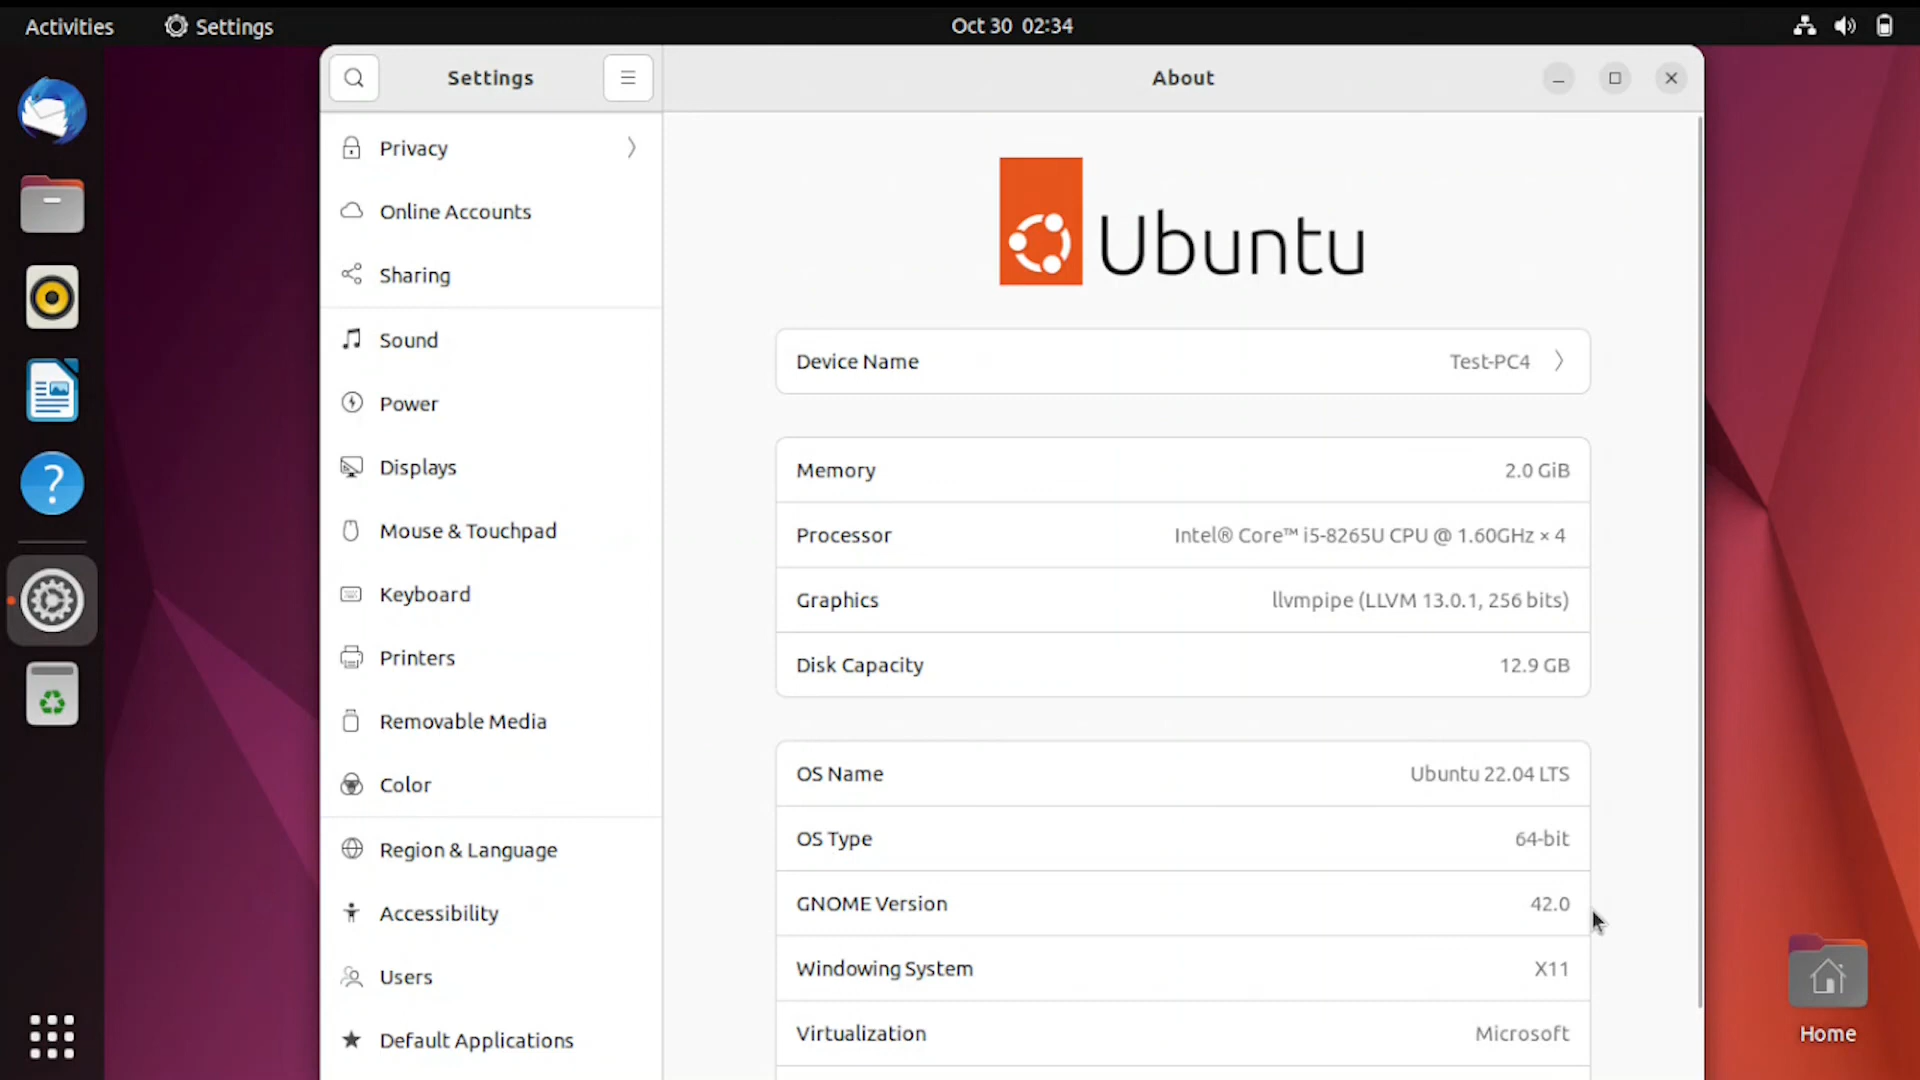 Activities
Settings
Oct 30 02:34
Settings
About
Privacy
Online Accounts
Sharing
Sound
Power
Displays
Mouse & Touchpad
Keyboard
Printers
Removable Media
Color
Region & Language
Accessibility
Users
Default Applications
Ubuntu
Device Name Test-PC4
Memory 2.0 GiB
Processor Intel® Core™ i5-8265U CPU @ 1.60GHz × 4
Graphics llvmpipe (LLVM 13.0.1, 256 bits)
Disk Capacity 12.9 GB
OS Name Ubuntu 22.04 LTS
OS Type 64-bit
GNOME Version 42.0
Windowing System X11
Virtualization Microsoft
Home